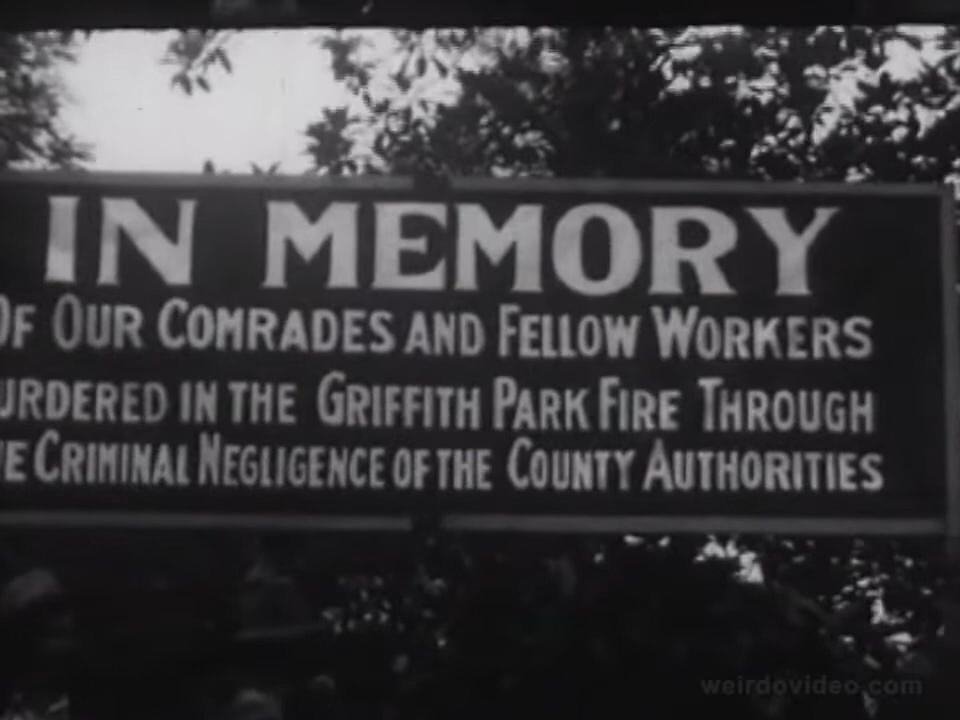 IN MEMORY
OF OUR COMRADES AND FELLOW WORKERS
URDERED IN THE GRIFFITH PARK FIRE THROUGH
E CRIMINAL NEGLIGENCE OF THE COUNTY AUTHORITIES
weirdovideo.com